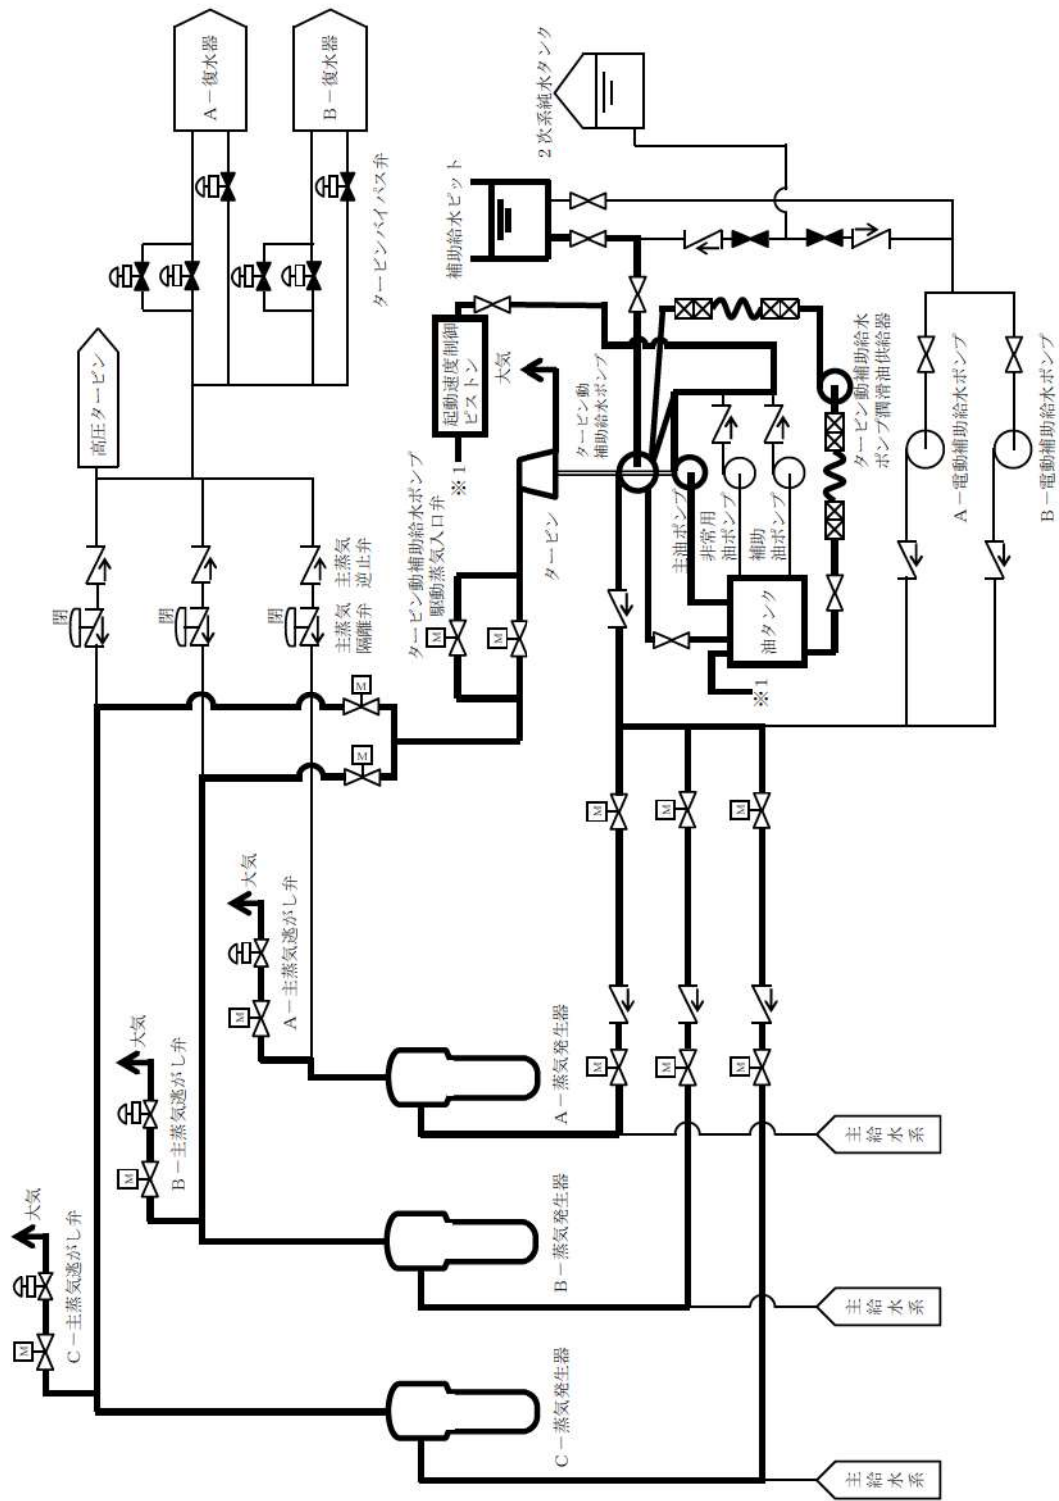 A－復水器
B－復水器
タービンバイパス弁
高圧タービン
2次系純水タンク
補助給水ピット
起動速度制御
ピストン
※1
大気
タービン動
補助給水ポンプ
タービン動補助給水ポンプ
駆動蒸気入口弁
タービン
主油ポンプ
非常用
油ポンプ
補助
油ポンプ
油タンク
※1
タービン動補助給水
ポンプ潤滑油供給器
A－電動補助給水ポンプ
B－電動補助給水ポンプ
閉
閉
閉
主蒸気
隔離弁
主蒸気
逆止弁
M
M
M
M
大気
M
A－主蒸気逃がし弁
大気
M
B－主蒸気逃がし弁
大気
M
C－主蒸気逃がし弁
M
M
M
M
M
M
A－蒸気発生器
B－蒸気発生器
C－蒸気発生器
主給水系
主給水系
主給水系